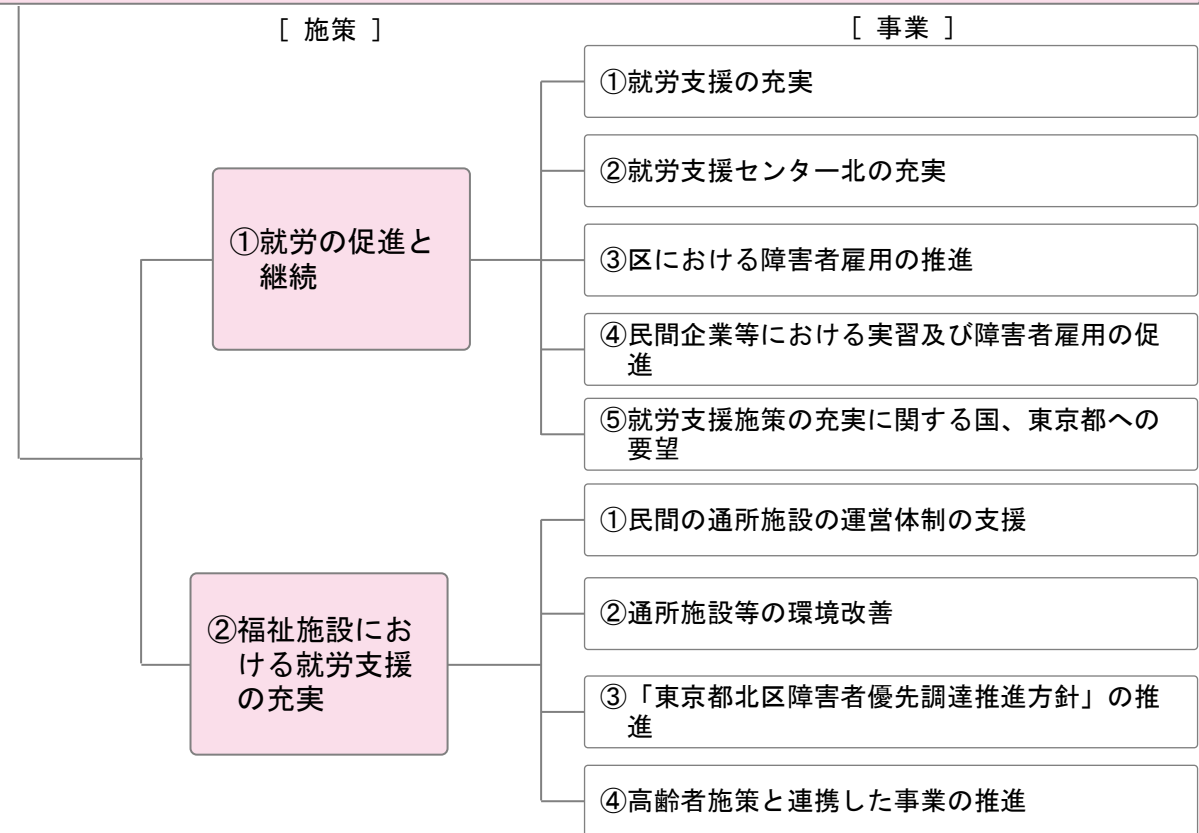 [ 施策 ]
[ 事業 ]
①就労の促進と
継続
①就労支援の充実
②就労支援センター北の充実
③区における障害者雇用の推進
④民間企業等における実習及び障害者雇用の促
進
⑤就労支援施策の充実に関する国、東京都への
要望
②福祉施設にお
ける就労支援
の充実
①民間の通所施設の運営体制の支援
②通所施設等の環境改善
③「東京都北区障害者優先調達推進方針」の推
進
④高齢者施策と連携した事業の推進